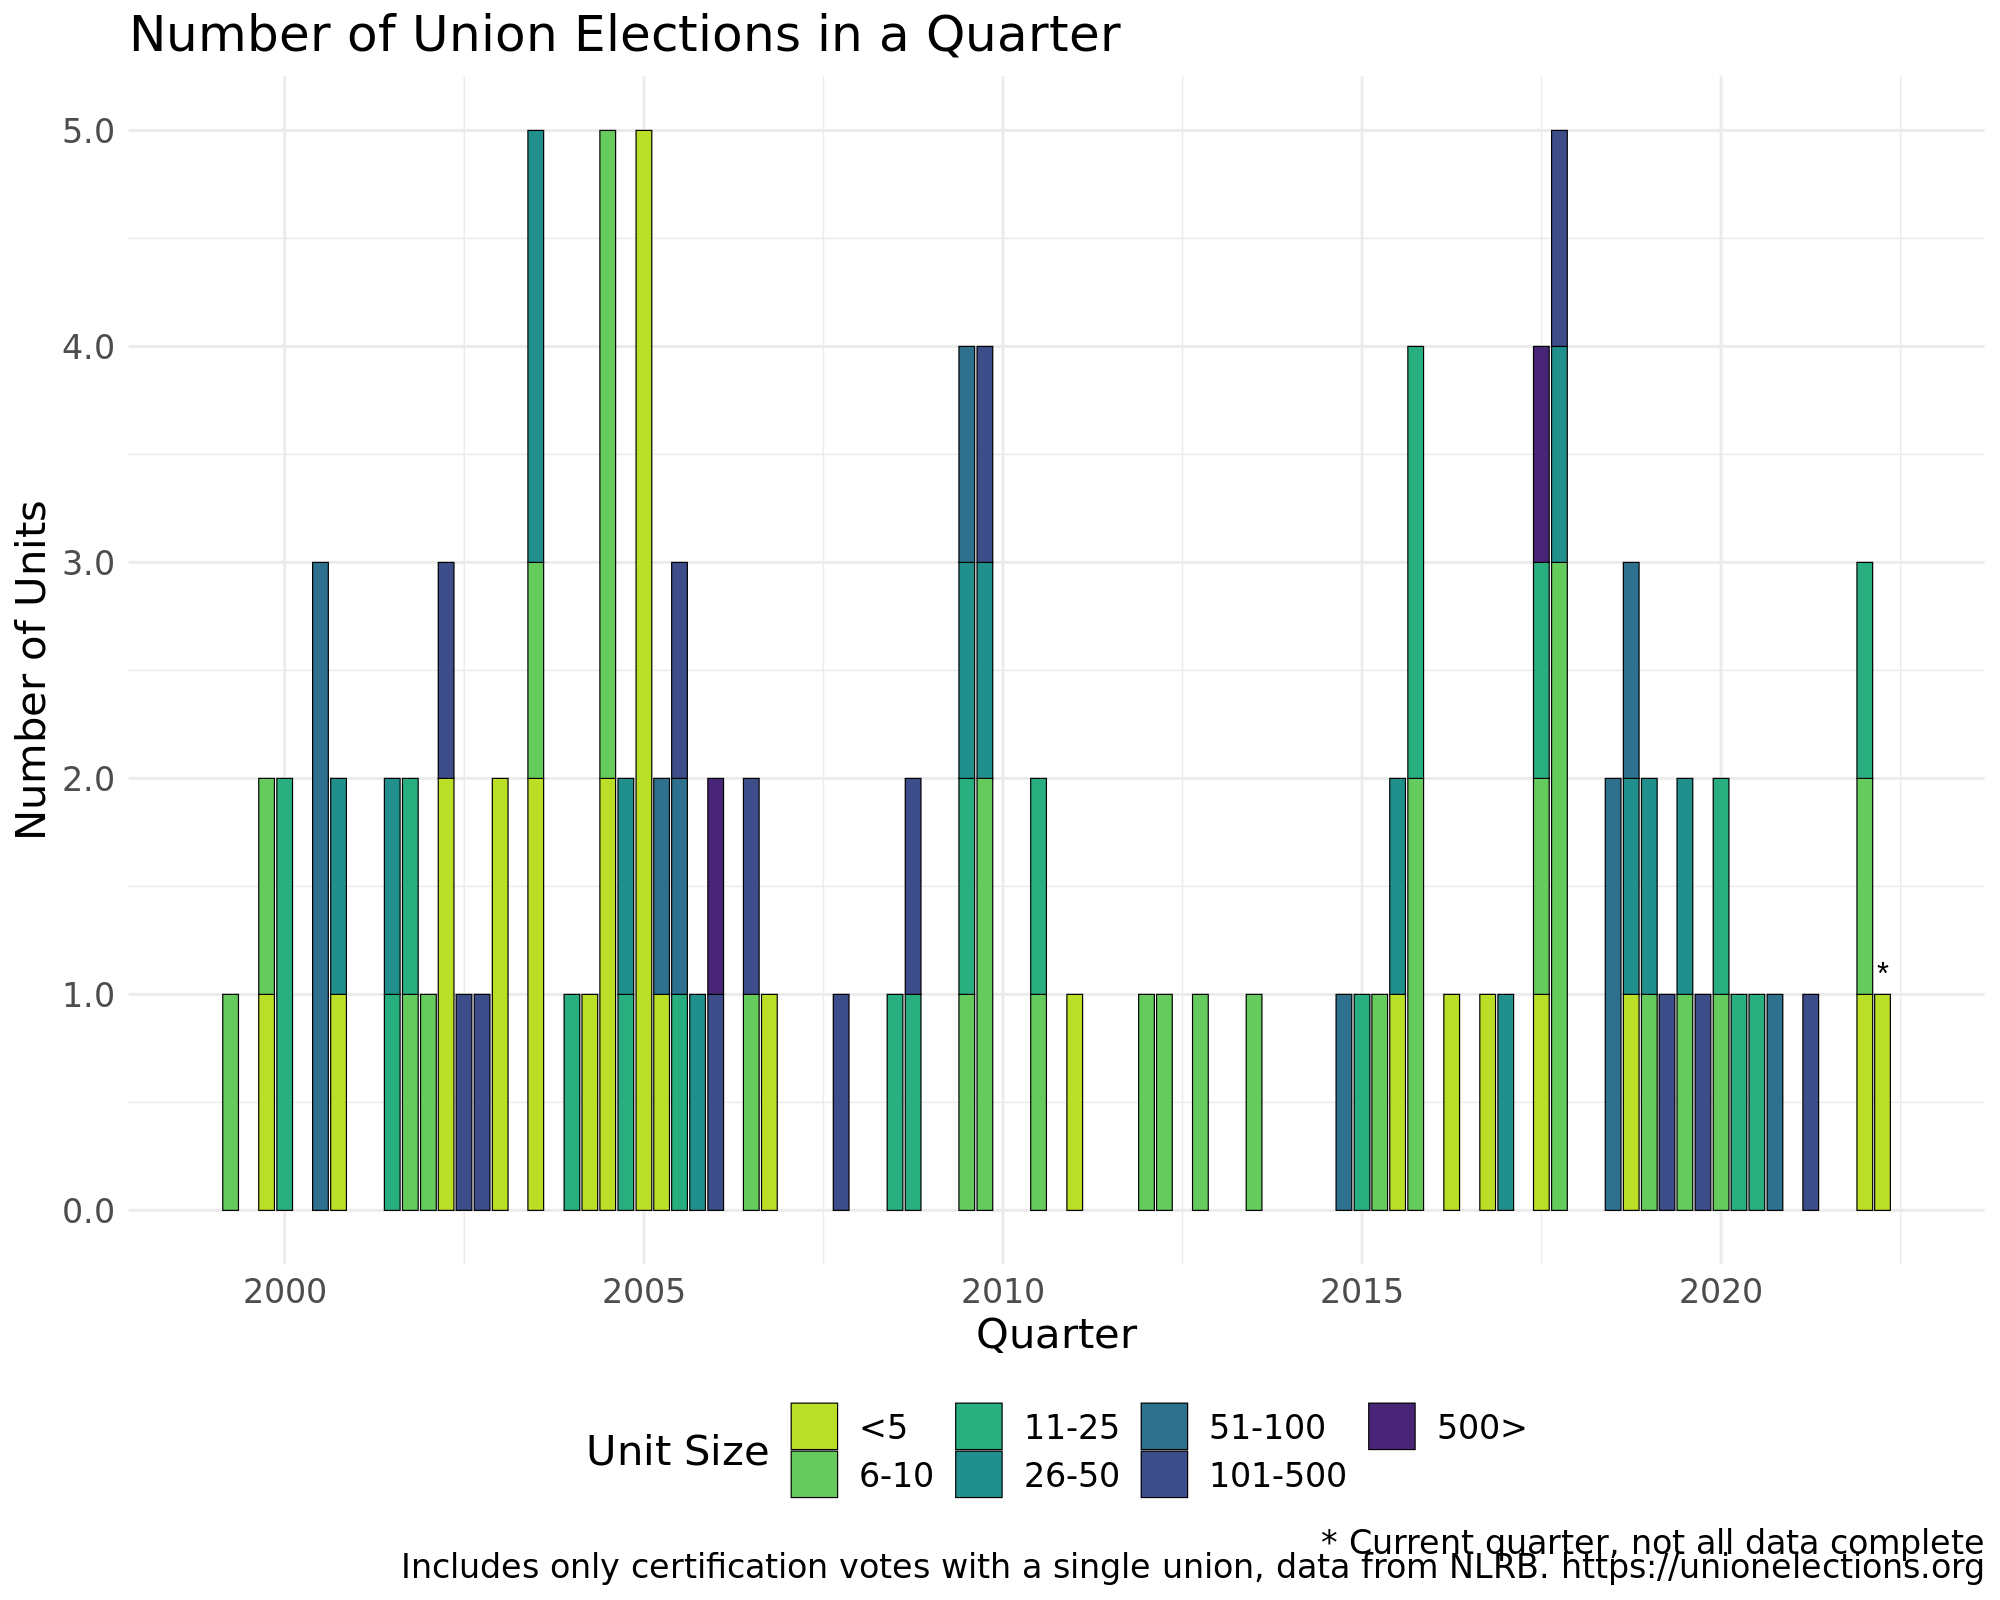 Number of Union Elections in a Quarter
5.0
4.0
3.0
2.0
1.0
0.0
Number of Units
*
2000 2005 2010 2015 2020
Quarter
Unit Size
<5 11-25 51-100 500>
6-10 26-50 101-500
* Current quarter, not all data complete
Includes only certification votes with a single union, data from NLRB. https://unionelections.org